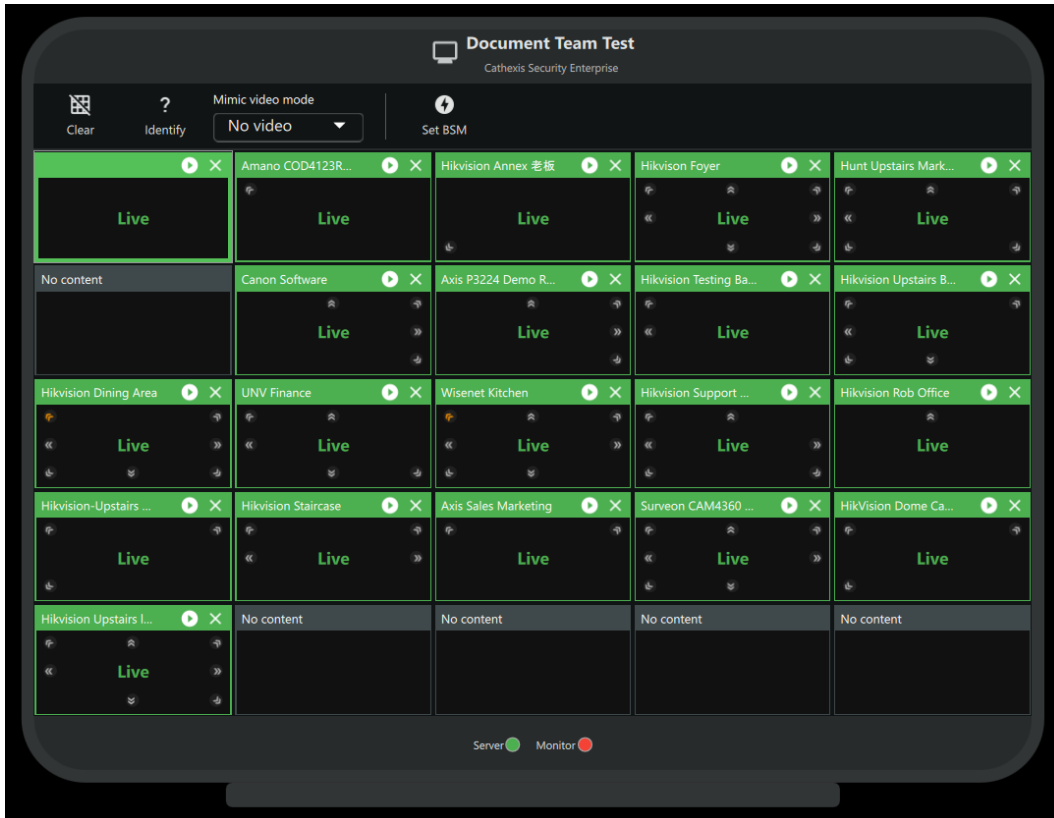 Document Team Test
Cathexis Security Enterprise
Mimic video mode
Clear
? Identify
No video
Set BSM
Live
Amano COD4123R...
Live
Hikvision Annex 老板
Live
Hikvison Foyer
Live
Hunt Upstairs Mark...
Live
No content
Canon Software
Live
Axis P3224 Demo R...
Live
Hikvision Testing Ba...
Live
Hikvision Upstairs B...
Live
Hikvision Dining Area
Live
UNV Finance
Live
Wisenet Kitchen
Live
Hikvision Support ...
Live
Hikvision Rob Office
Live
Hikvision-Upstairs ...
Live
Hikvision Staircase
Live
Axis Sales Marketing
Live
Surveon CAM4360 ...
Live
HikVision Dome Ca...
Live
Hikvision Upstairs I...
Live
No content
No content
No content
No content
Server
Monitor